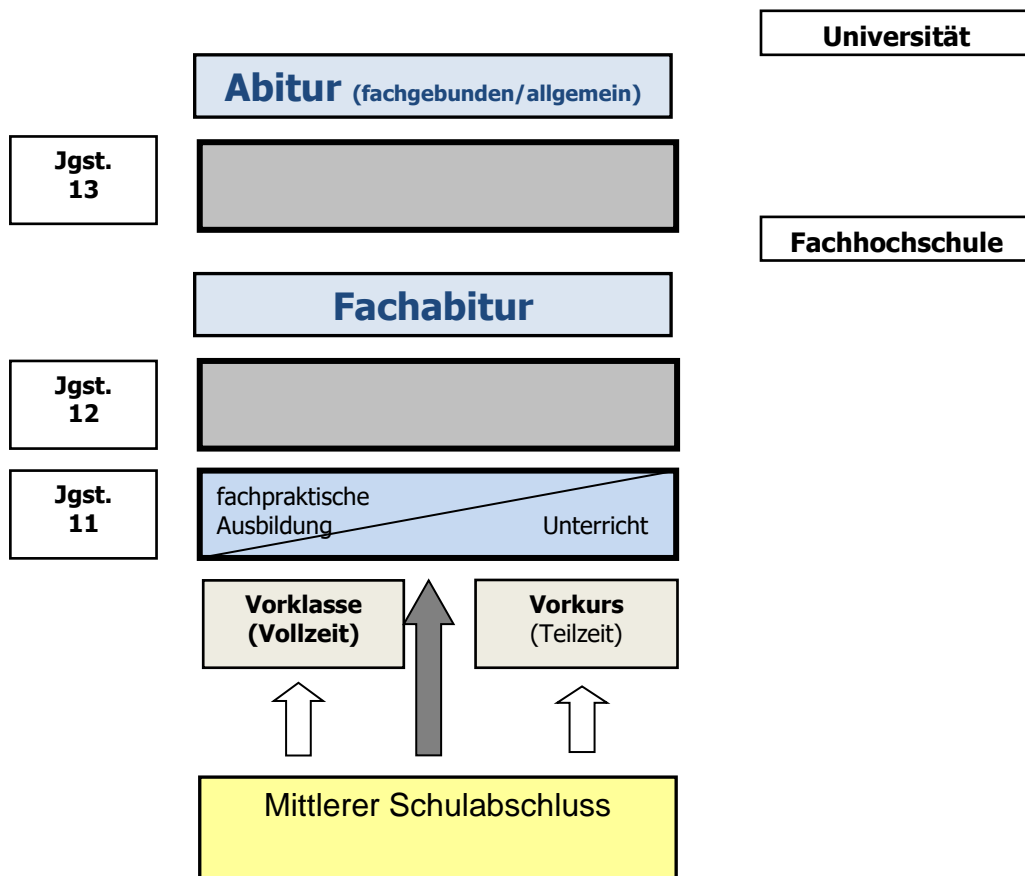 Universität
Abitur (fachgebunden/allgemein)
Jgst.
13
Fachhochschule
Fachabitur
Jgst.
12
Jgst.
11
fachpraktische
Ausbildung
Unterricht
Vorklasse
(Vollzeit)
Vorkurs
(Teilzeit)
Mittlerer Schulabschluss